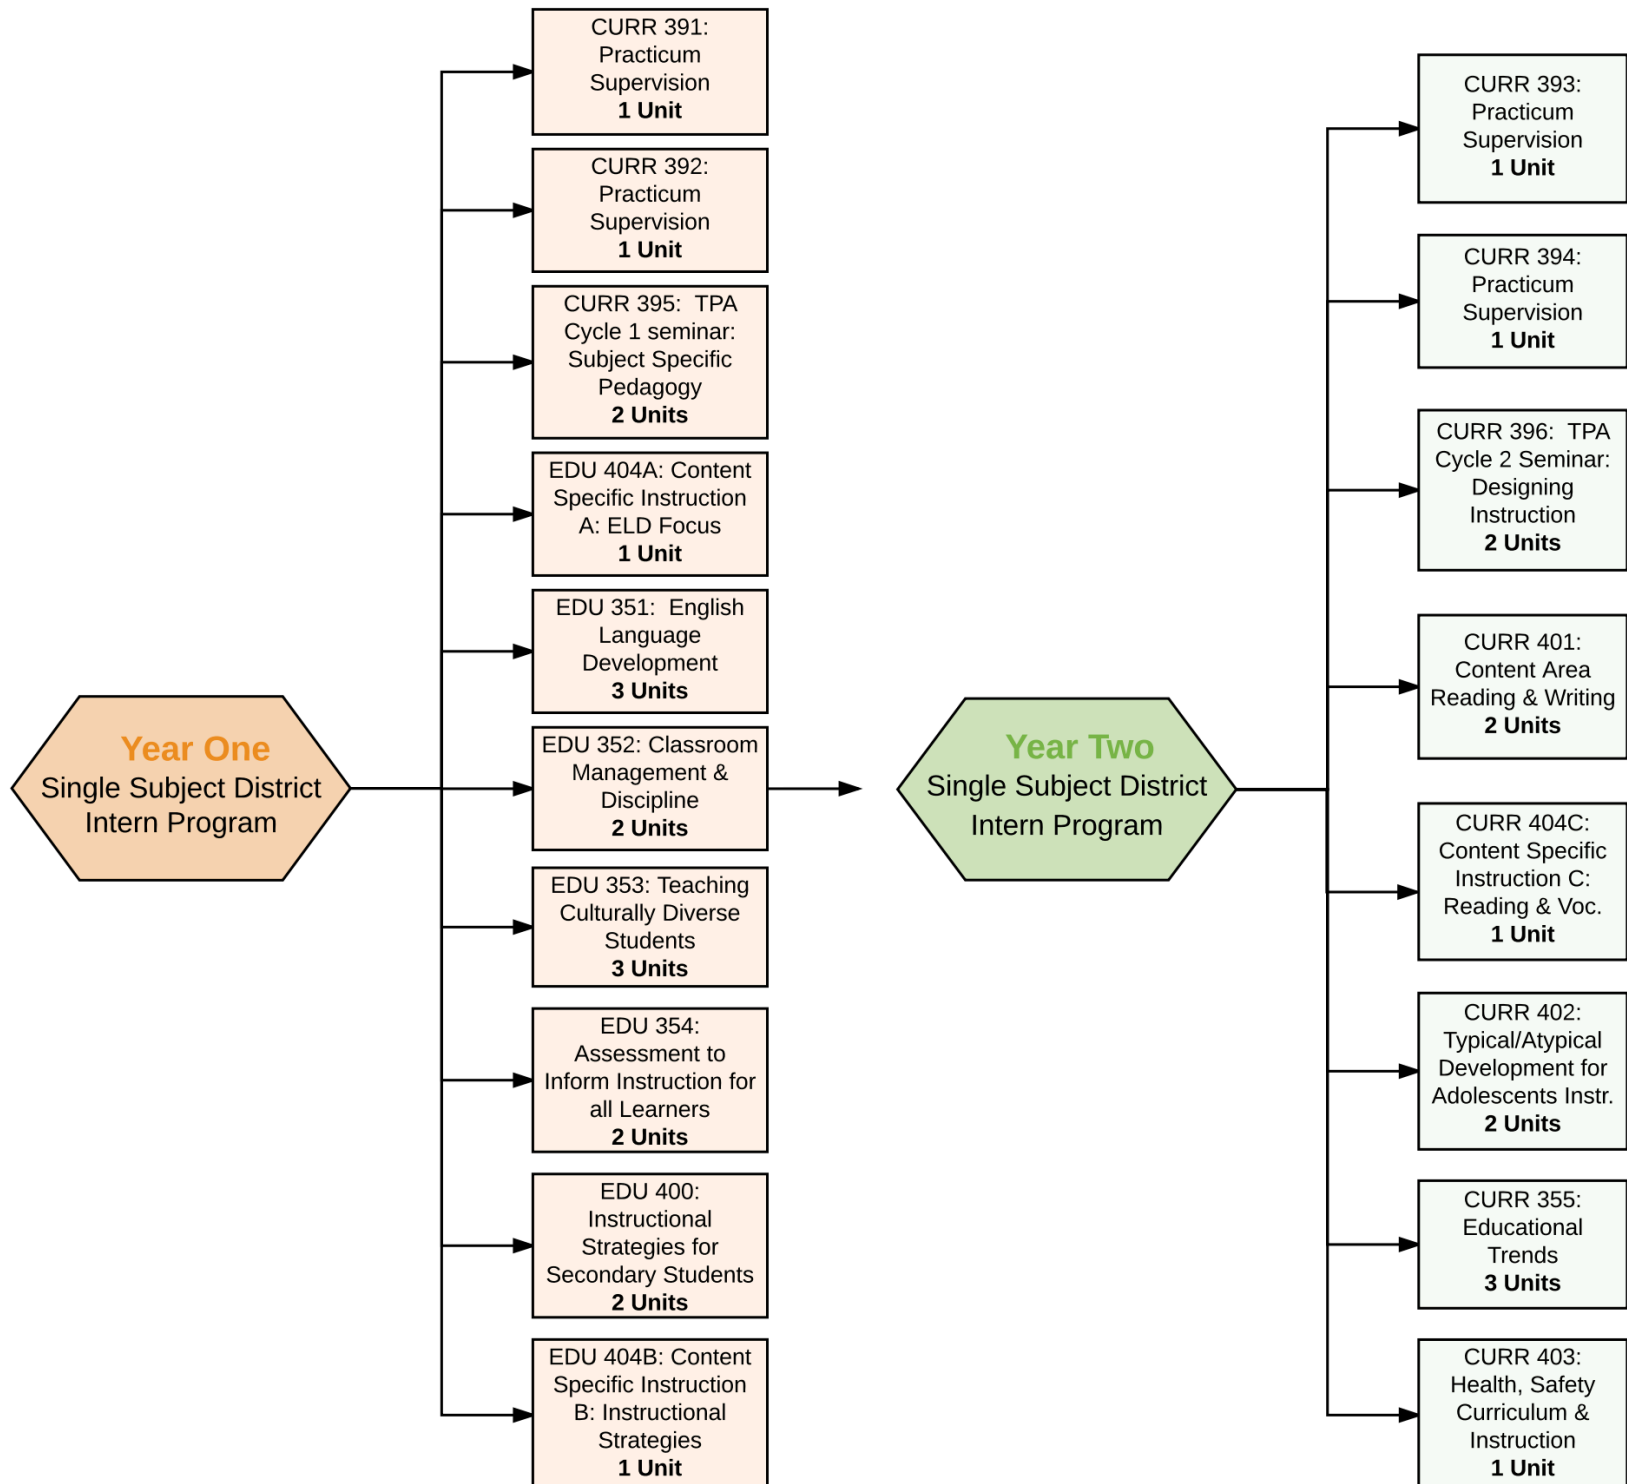 Year One
Single Subject District
Intern Program
CURR 391:
Practicum
Supervision
1 Unit
CURR 392:
Practicum
Supervision
1 Unit
CURR 395:  TPA
Cycle 1 seminar:
Subject Specific
Pedagogy
2 Units
EDU 404A: Content
Specific Instruction
A: ELD Focus
1 Unit
EDU 351:  English
Language
Development
3 Units
EDU 352: Classroom
Management &
Discipline
2 Units
EDU 353: Teaching
Culturally Diverse
Students
3 Units
EDU 354:
Assessment to
Inform Instruction for
all Learners
2 Units
EDU 400:
Instructional
Strategies for
Secondary Students
2 Units
EDU 404B: Content
Specific Instruction
B: Instructional
Strategies
1 Unit
Year Two
Single Subject District
Intern Program
CURR 393:
Practicum
Supervision
1 Unit
CURR 394:
Practicum
Supervision
1 Unit
CURR 396:  TPA
Cycle 2 Seminar:
Designing
Instruction
2 Units
CURR 401:
Content Area
Reading & Writing
2 Units
CURR 404C:
Content Specific
Instruction C:
Reading & Voc.
1 Unit
CURR 402:
Typical/Atypical
Development for
Adolescents Instr.
2 Units
CURR 355:
Educational
Trends
3 Units
CURR 403:
Health, Safety
Curriculum &
Instruction
1 Unit